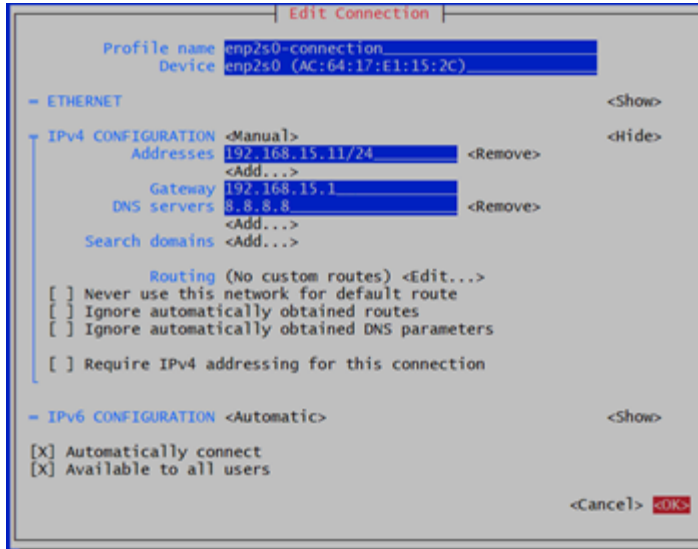 Edit Connection
Profile name enp2s0-connection
Device enp2s0 (AC:64:17:E1:15:2C)
= ETHERNET <Show>
IPv4 CONFIGURATION <Manual> <Hide>
Addresses 192.168.15.11/24 <Remove>
<Add...>
Gateway 192.168.15.1
DNS servers 8.8.8.8 <Remove>
<Add...>
Search domains <Add...>
Routing (No custom routes) <Edit...>
[ ] Never use this network for default route
[ ] Ignore automatically obtained routes
[ ] Ignore automatically obtained DNS parameters
[ ] Require IPv4 addressing for this connection
= IPv6 CONFIGURATION <Automatic> <Show>
[X] Automatically connect
[X] Available to all users
<Cancel> <OK>